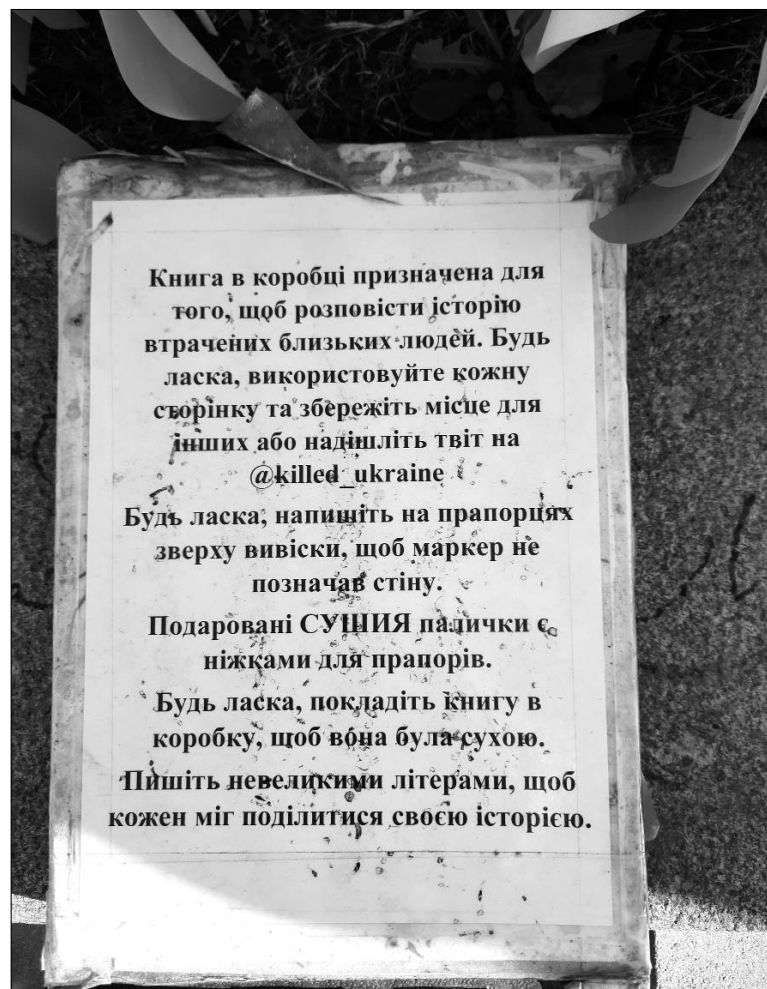 Книга в коробці призначена для
того, щоб розповісти історію
втрачених близьких людей. Будь
ласка, використовуйте кожну
сторінку та збережіть місце для
інших або надішліть твіт на
@killed_ukraine
Будь ласка, напишіть на прапорцях
зверху вивіски, щоб маркер не
позначав стіну.
Подаровані СУШИЯ палички є
ніжками для прапорів.
Будь ласка, покладіть книгу в
коробку, щоб вона була сухою.
Пишіть невеликими літерами, щоб
кожен міг поділитися своєю історією.